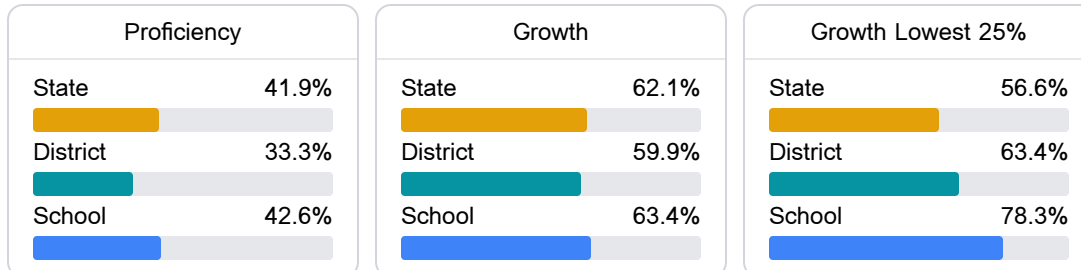 Proficiency
State 41.9%
District 33.3%
School 42.6%
Growth
State 62.1%
District 59.9%
School 63.4%
Growth Lowest 25%
State 56.6%
District 63.4%
School 78.3%